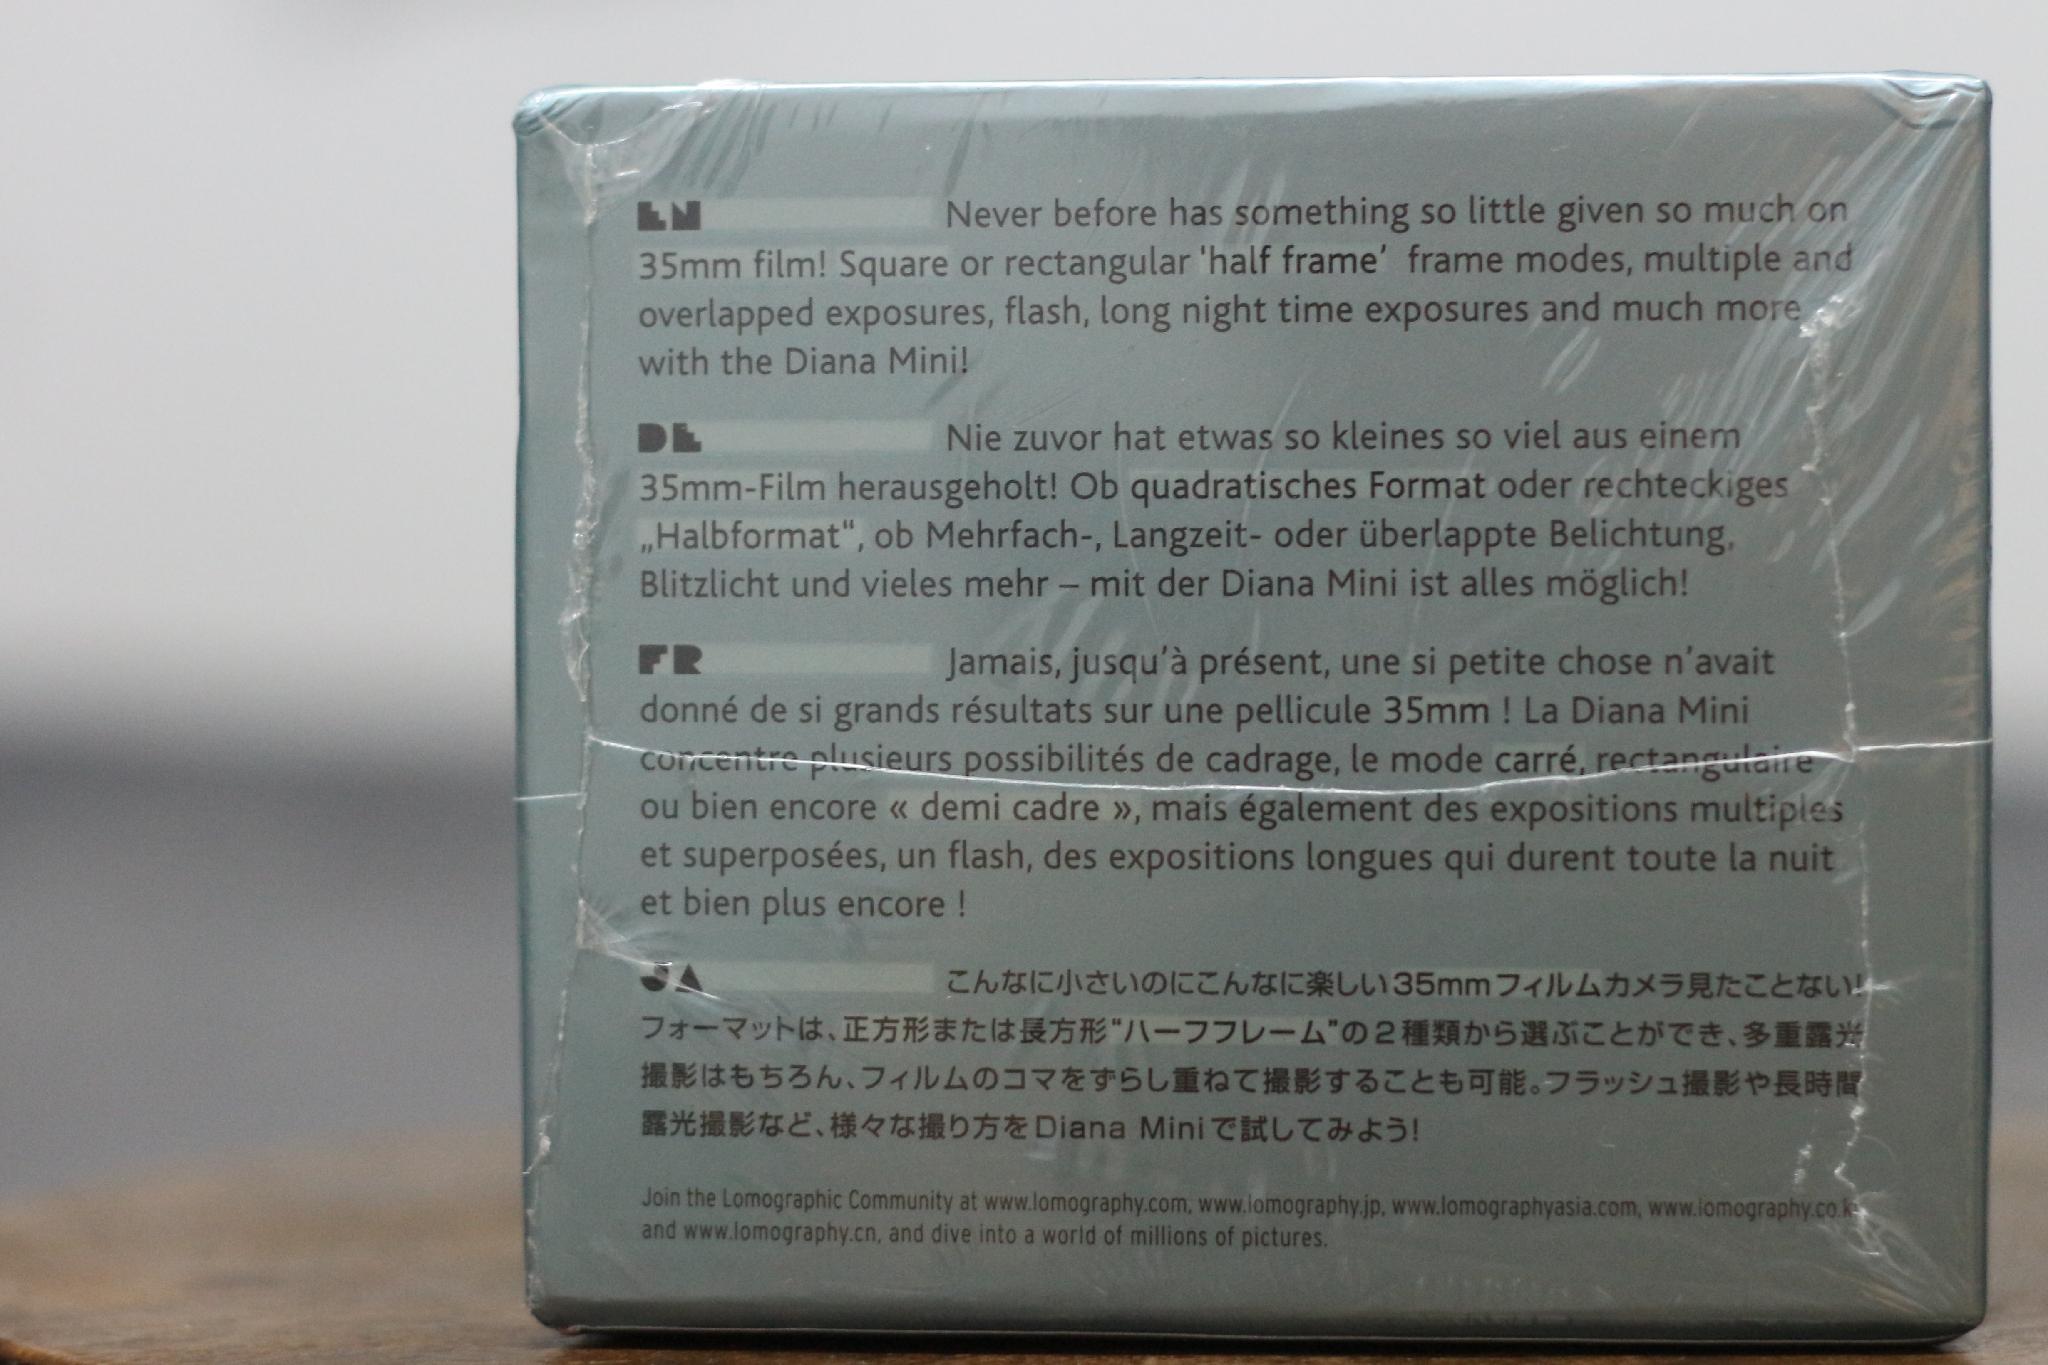 EN Never before has something so little given so much on
35mm film! Square or rectangular 'half frame’ frame modes, multiple and
overlapped exposures, flash, long night time exposures and much more
with the Diana Mini!
DE Nie zuvor hat etwas so kleines so viel aus einem
35mm-Film herausgeholt! Ob quadratisches Format oder rechteckiges
„Halbformat“, ob Mehrfach-, Langzeit- oder überlappte Belichtung,
Blitzlicht und vieles mehr – mit der Diana Mini ist alles möglich!
FR Jamais, jusqu’à présent, une si petite chose n’avait
donné de si grands résultats sur une pellicule 35mm ! La Diana Mini
concentre plusieurs possibilités de cadrage, le mode carré, rectangulaire
ou bien encore « demi cadre », mais également des expositions multiples
et superposées, un flash, des expositions longues qui durent toute la nuit
et bien plus encore !
JA こんなに小さいのにこんなに楽しい35mmフィルムカメラ見たことない!
フォーマットは、正方形または長方形“ハーフフレーム”の2種類から選ぶことができ、多重露光
撮影はもちろん、フィルムのコマをずらし重ねて撮影することも可能。フラッシュ撮影や長時間
露光撮影など、様々な撮り方をDiana Miniで試してみよう!
Join the Lomographic Community at www.lomography.com, www.lomography.jp, www.lomographyasia.com, www.lomography.co.kr
and www.lomography.cn, and dive into a world of millions of pictures.